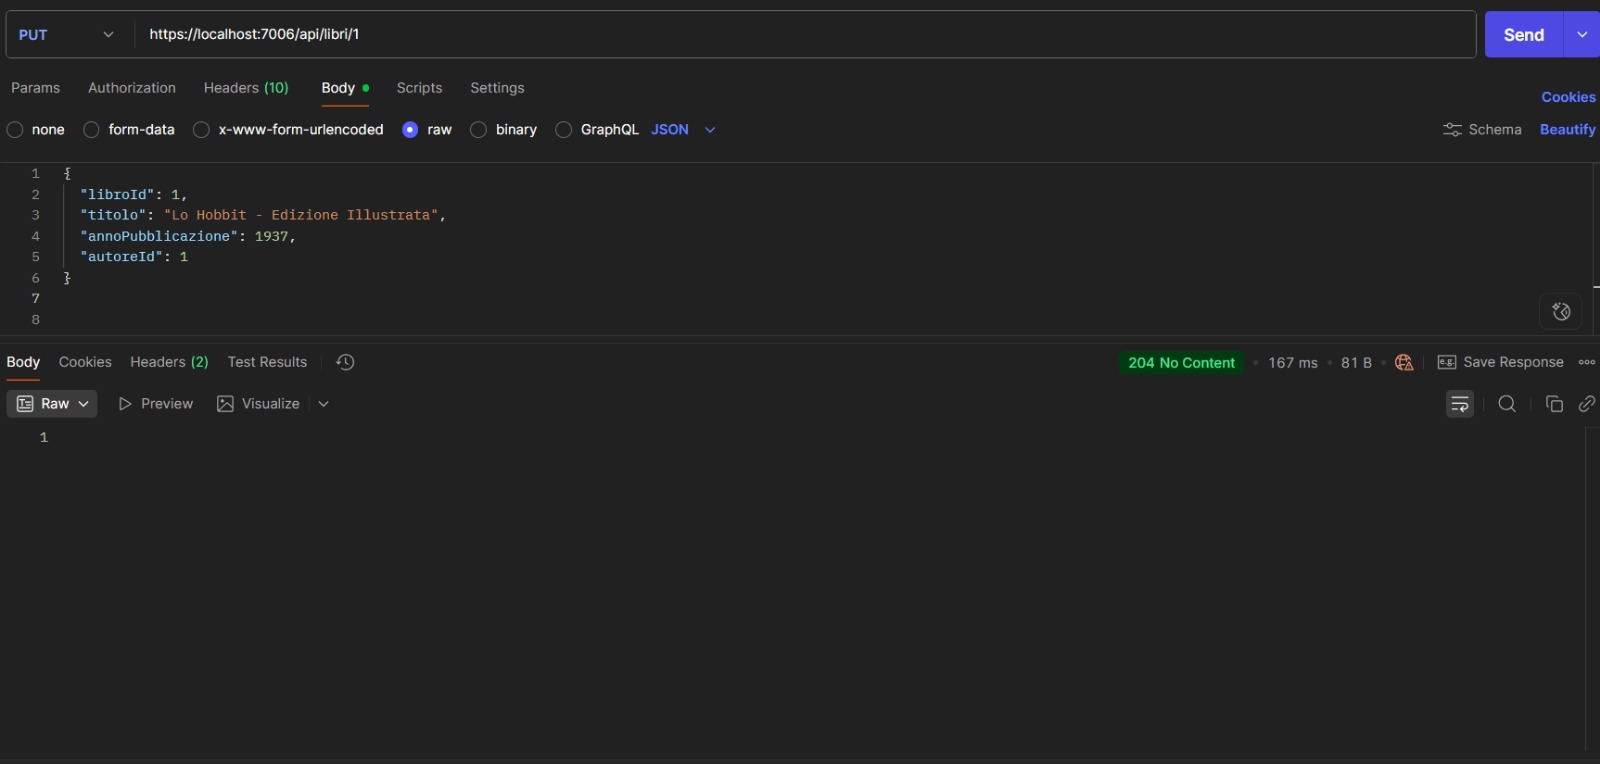 PUT https://localhost:7006/api/libri/1 Send
Params Authorization Headers (10) Body Scripts Settings
Cookies
none form-data x-www-form-urlencoded raw binary GraphQL JSON Schema Beautify
1 {
2 "libroId": 1,
3 "titolo": "Lo Hobbit - Edizione Illustrata",
4 "annoPubblicazione": 1937,
5 "autoreId": 1
6 }
7
8
Body Cookies Headers (2) Test Results 204 No Content • 167 ms • 81 B • e.g. Save Response
Raw Preview Visualize
1